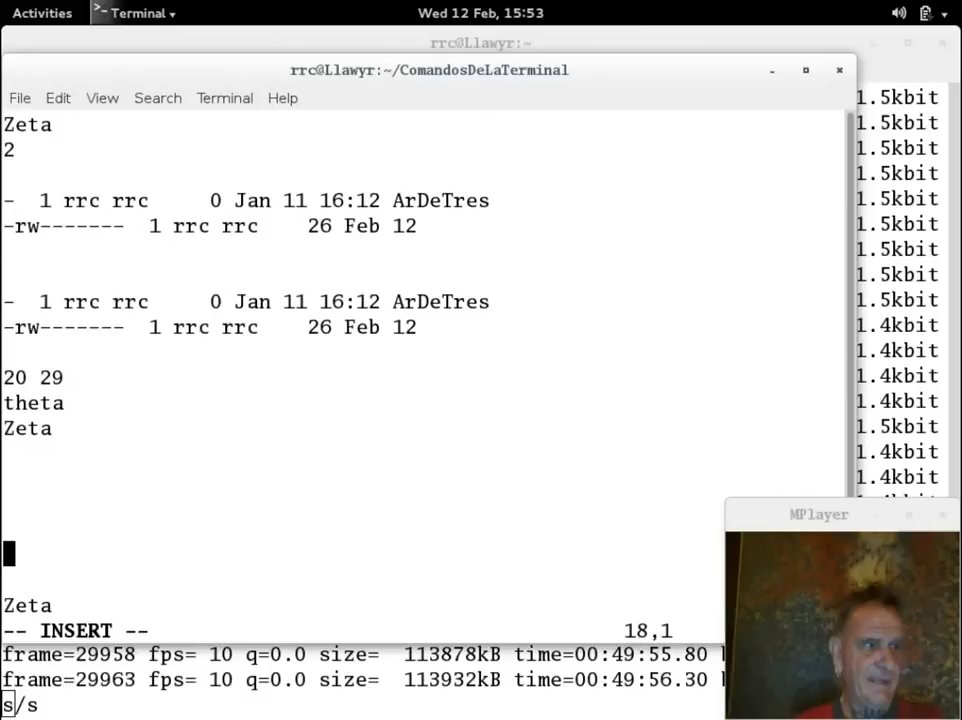 Activities
Terminal
Wed 12 Feb, 15:53
rrc@Llawyr:~
rrc@Llawyr:~/ComandosDeLaTerminal
File Edit View Search Terminal Help
Zeta
2
-  1 rrc rrc     0 Jan 11 16:12 ArDeTres
-rw-------  1 rrc rrc    26 Feb 12
-  1 rrc rrc     0 Jan 11 16:12 ArDeTres
-rw-------  1 rrc rrc    26 Feb 12
20 29
theta
Zeta
Zeta
-- INSERT --
18,1
1.5kbit
1.5kbit
1.5kbit
1.5kbit
1.5kbit
1.5kbit
1.5kbit
1.5kbit
1.5kbit
1.4kbit
1.4kbit
1.4kbit
1.4kbit
1.5kbit
1.4kbit
1.4kbit
MPlayer
frame=29958 fps= 10 q=0.0 size=  113878kB time=00:49:55.80
frame=29963 fps= 10 q=0.0 size=  113932kB time=00:49:56.30
s/s